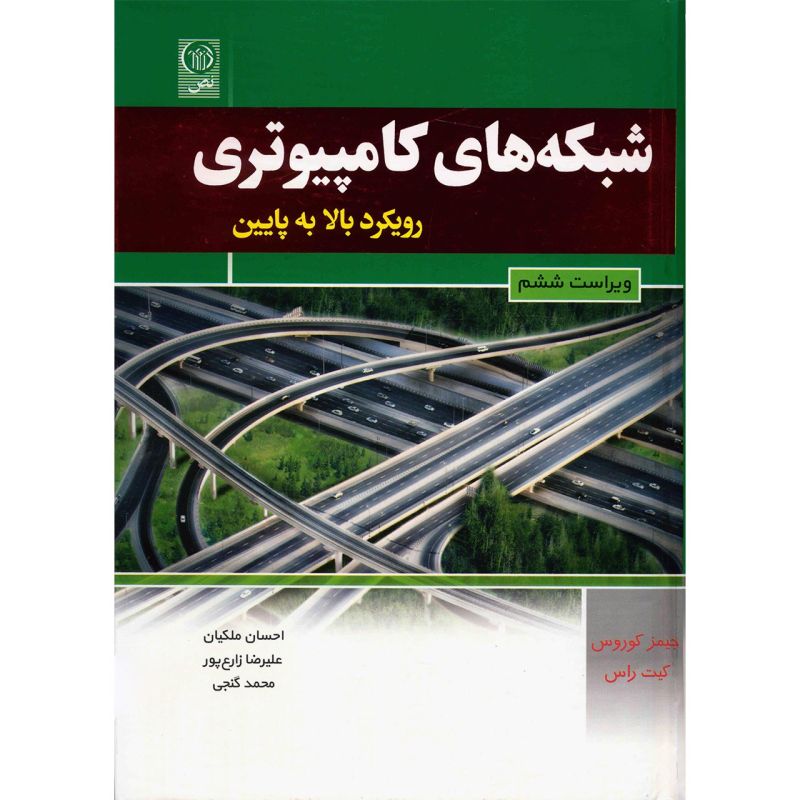 نص
شبکه‌های کامپیوتری
رویکرد بالا به پایین
ویراست ششم
جیمز کوروس
کیت راس
احسان ملکیان
علیرضا زارع‌پور
محمد گنجی